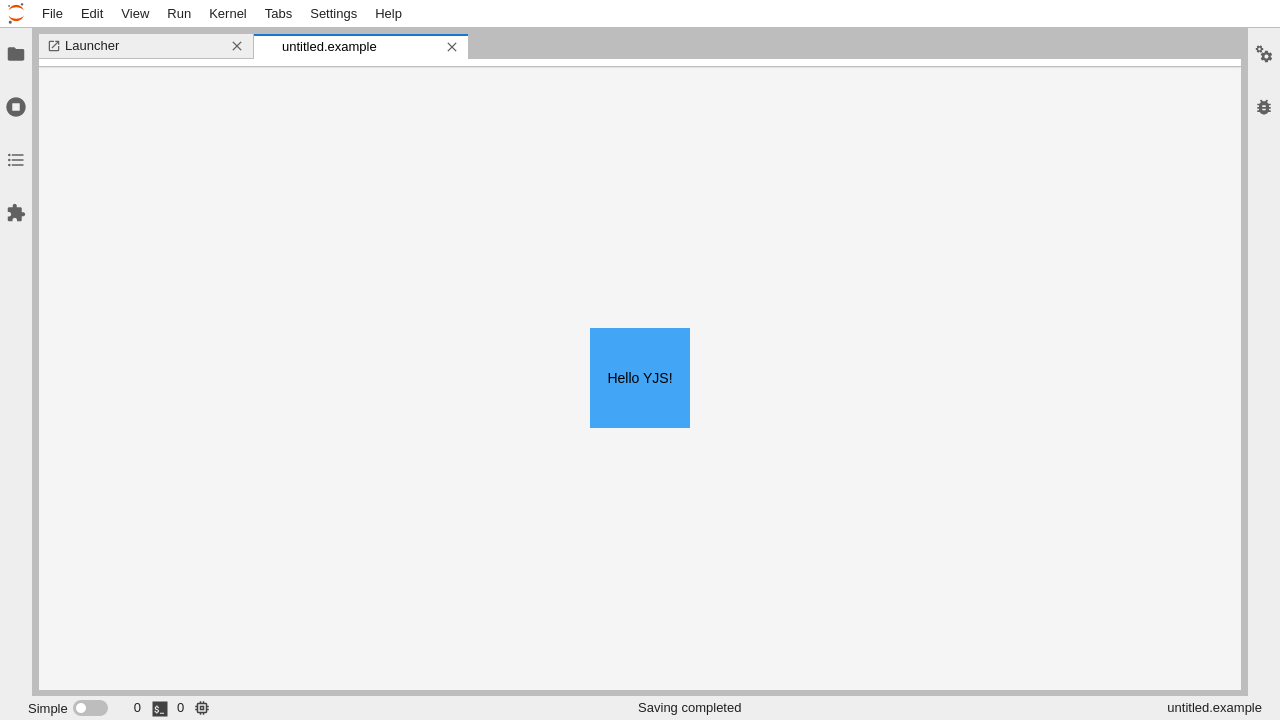 File Edit View Run Kernel Tabs Settings Help
Launcher untitled.example
Hello YJS!
Simple 0 $_ 0 Saving completed untitled.example